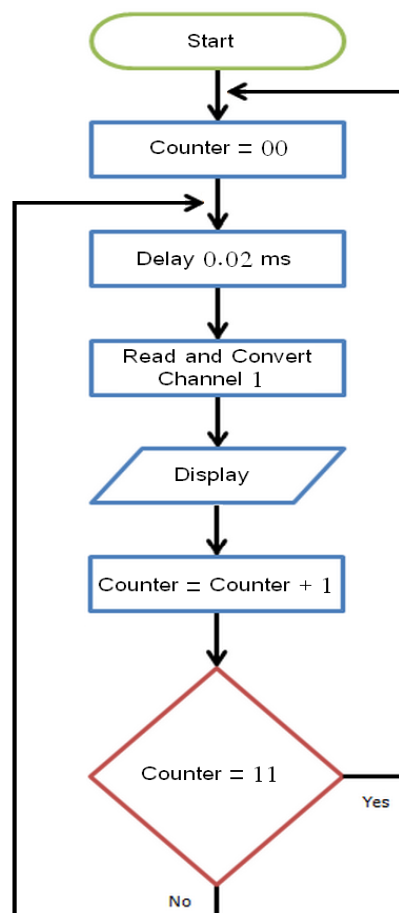 Start
Counter = 00
Delay 0.02 ms
Read and Convert
Channel 1
Display
Counter = Counter + 1
Counter = 11
Yes
No